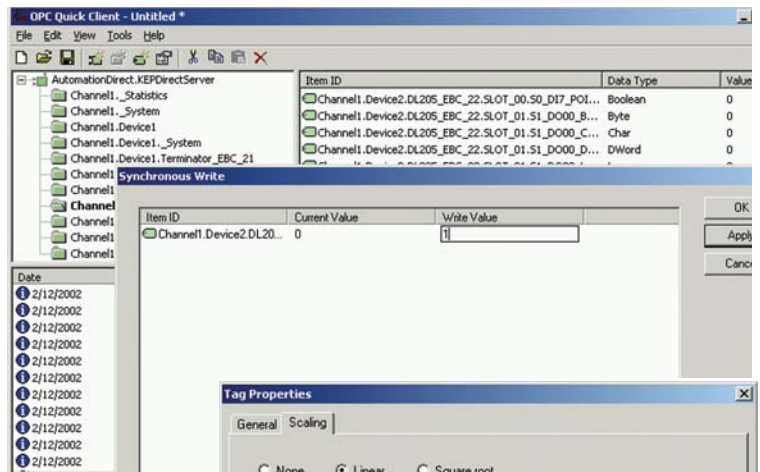 OPC Quick Client - Untitled *
File Edit View Tools Help
AutomationDirect.KEPDirectServer
Channel1._Statistics
Channel1._System
Channel1.Device1
Channel1.Device1._System
Channel1.Device1.Terminator_EBC_21
Channel1
Channel1
Channel
Channel1
Channel1
Channel1
Item ID Data Type Value
Channel1.Device2.DL205_EBC_22.SLOT_00.S0_DI7_POI... Boolean 0
Channel1.Device2.DL205_EBC_22.SLOT_01.S1_DO00_B... Byte 0
Channel1.Device2.DL205_EBC_22.SLOT_01.S1_DO00_C... Char 0
Channel1.Device2.DL205_EBC_22.SLOT_01.S1_DO00_D... DWord 0
Synchronous Write
Item ID Current Value Write Value
Channel1.Device2.DL20... 0 1
OK
Apply
Date
2/12/2002
2/12/2002
2/12/2002
2/12/2002
2/12/2002
2/12/2002
2/12/2002
2/12/2002
2/12/2002
2/12/2002
2/12/2002
Tag Properties
General Scaling
None Linear Square root